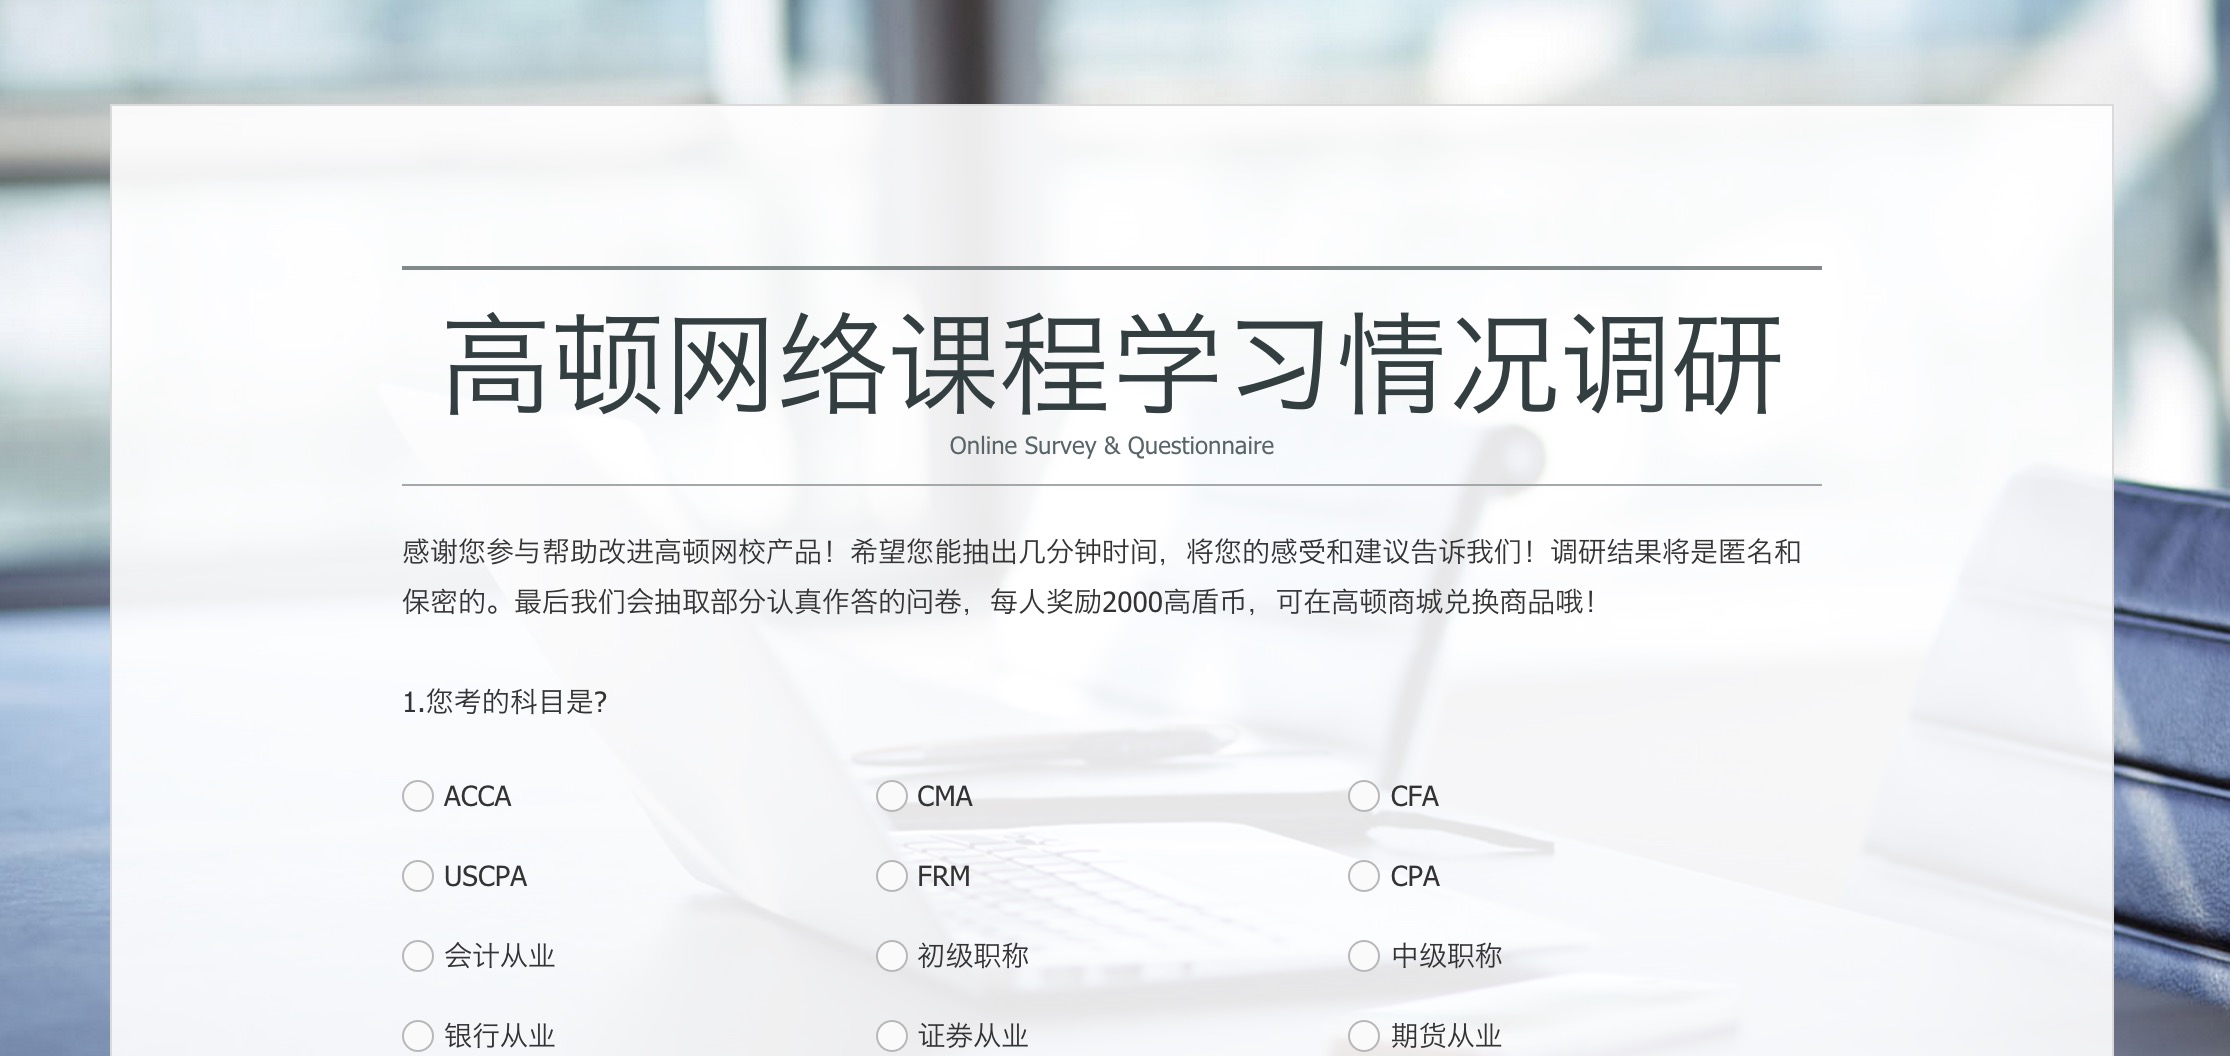 高顿网络课程学习情况调研
Online Survey & Questionnaire
感谢您参与帮助改进高顿网校产品！希望您能抽出几分钟时间，将您的感受和建议告诉我们！调研结果将是匿名和
保密的。最后我们会抽取部分认真作答的问卷，每人奖励2000高盾币，可在高顿商城兑换商品哦！
1.您考的科目是?
ACCA CMA CFA
USCPA FRM CPA
会计从业 初级职称 中级职称
银行从业 证券从业 期货从业